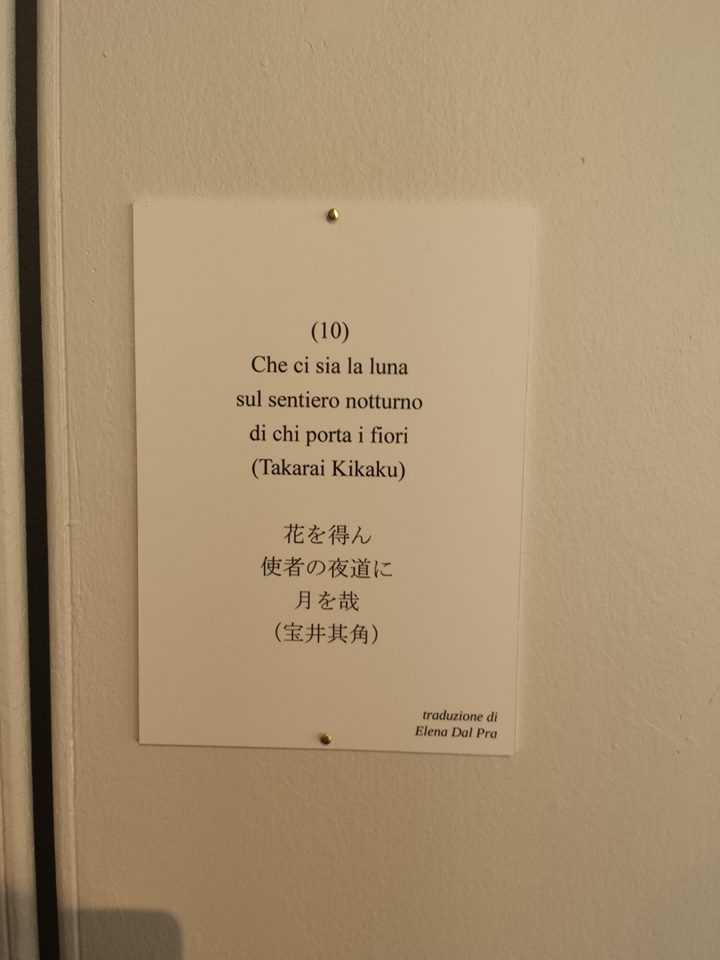 (10)
Che ci sia la luna
sul sentiero notturno
di chi porta i fiori
(Takarai Kikaku)
花を得ん
使者の夜道に
月を哉
（宝井其角）
traduzione di
Elena Dal Pra